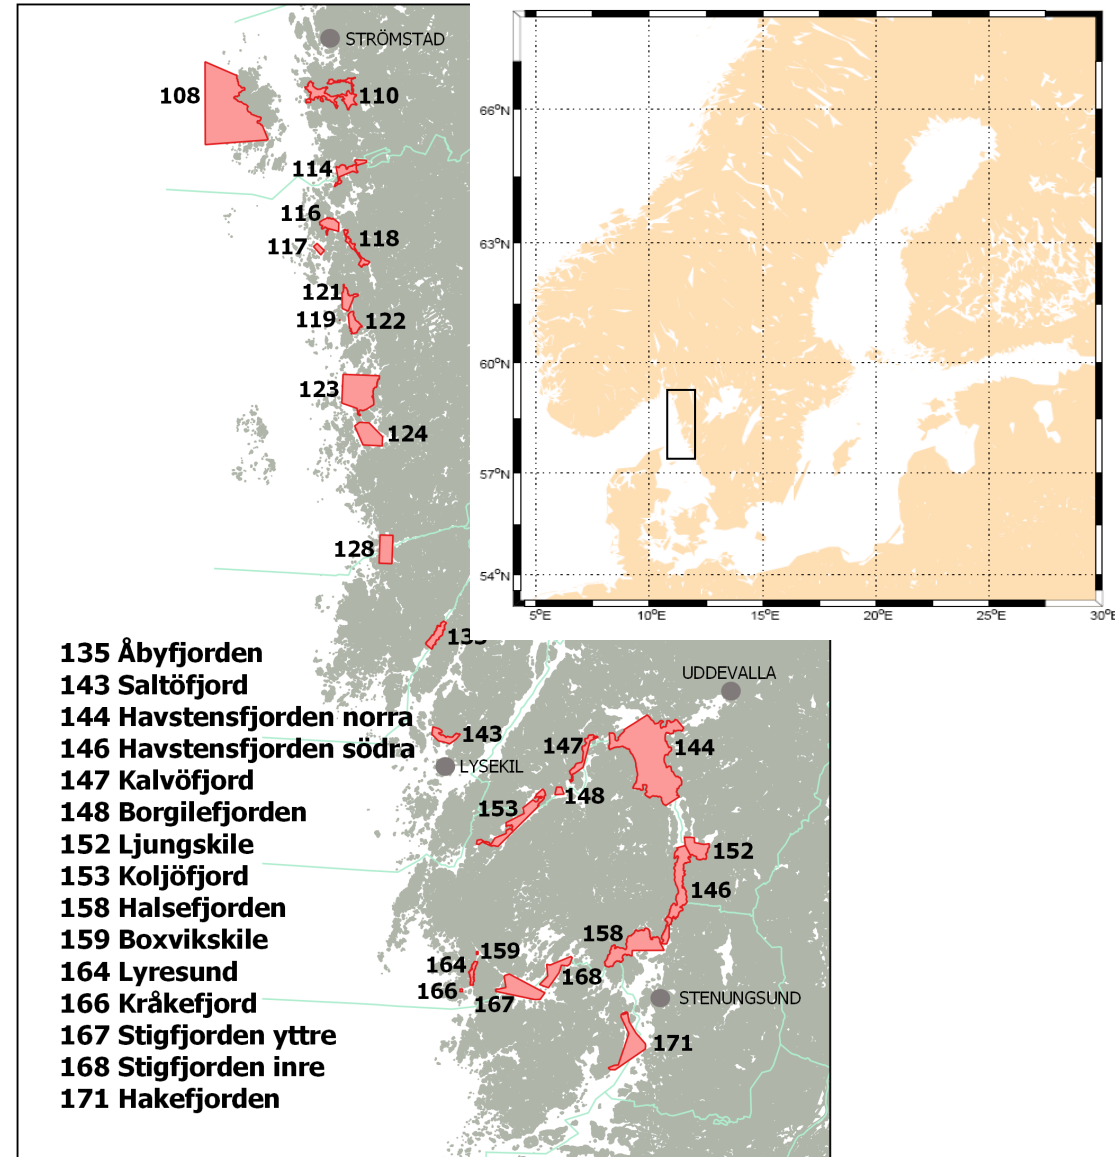 STRÖMSTAD
108
110
114
116
117
118
121
119
122
123
124
128
135
135 Åbyfjorden
143 Saltöfjord
144 Havstensfjorden norra
146 Havstensfjorden södra
147 Kalvöfjord
148 Borgilefjorden
152 Ljungskile
153 Koljöfjord
158 Halsefjorden
159 Boxvikskile
164 Lyresund
166 Kråkefjord
167 Stigfjorden yttre
168 Stigfjorden inre
171 Hakefjorden
UDDEVALLA
143
LYSEKIL
147
144
148
153
152
146
158
159
164
168
166
167
STENUNGSUND
171
66°N
63°N
60°N
57°N
54°N
5°E
10°E
15°E
20°E
25°E
30°E